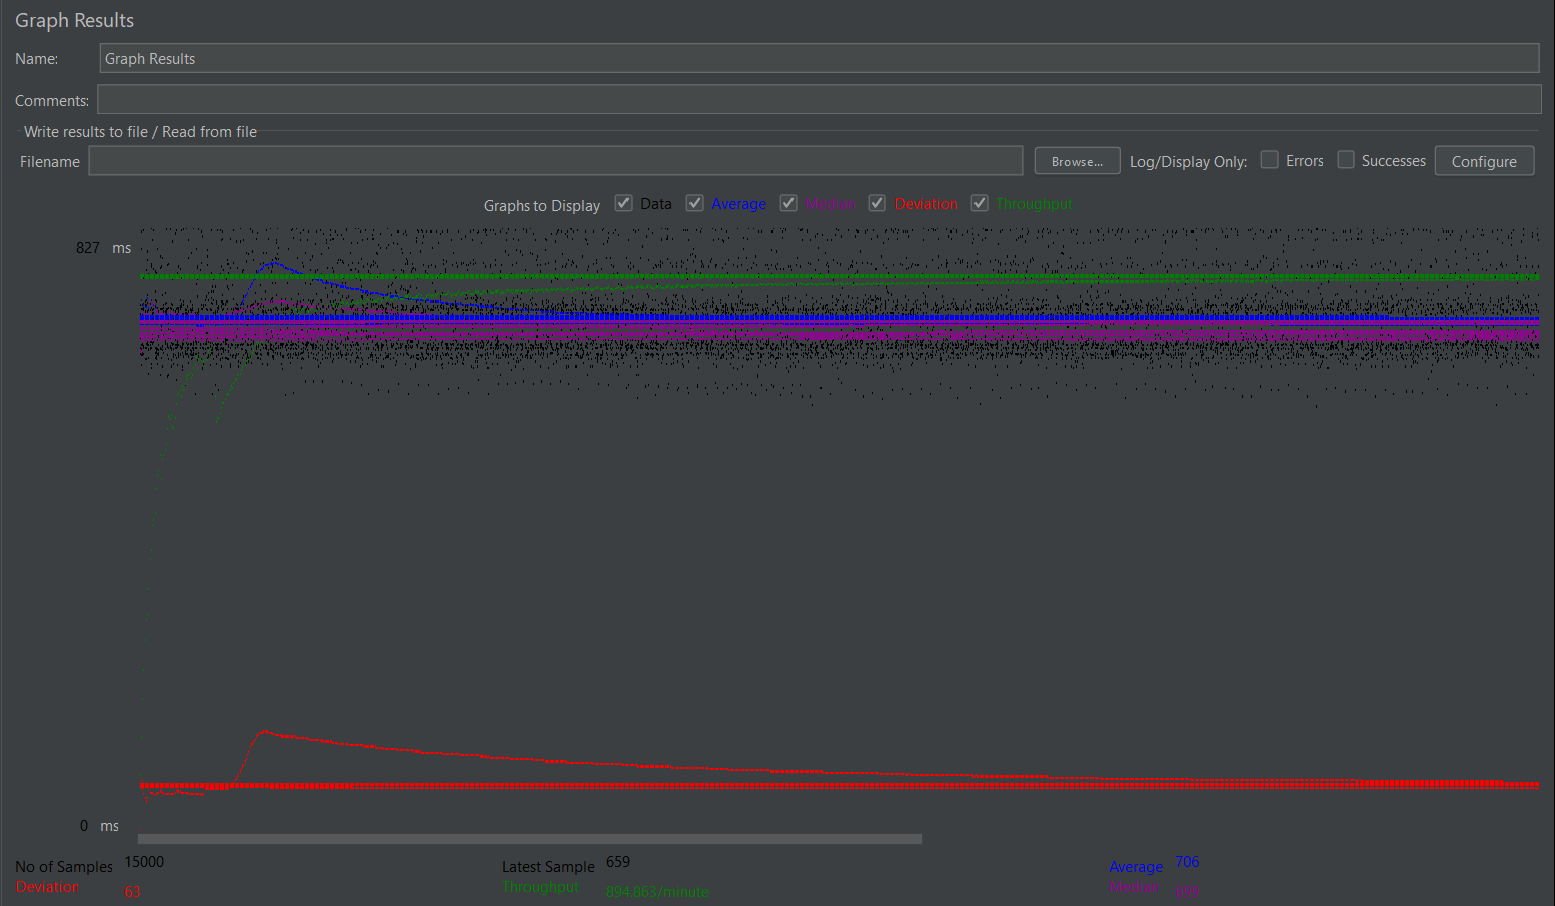 Graph Results
Name: Graph Results
Comments:
Write results to file / Read from file
Filename Browse... Log/Display Only: Errors Successes Configure
Graphs to Display Data Average Median Deviation Throughput
827 ms
0 ms
No of Samples 15000 Latest Sample 659 Average 706
Deviation 63 Throughput 894.863/minute Median 699